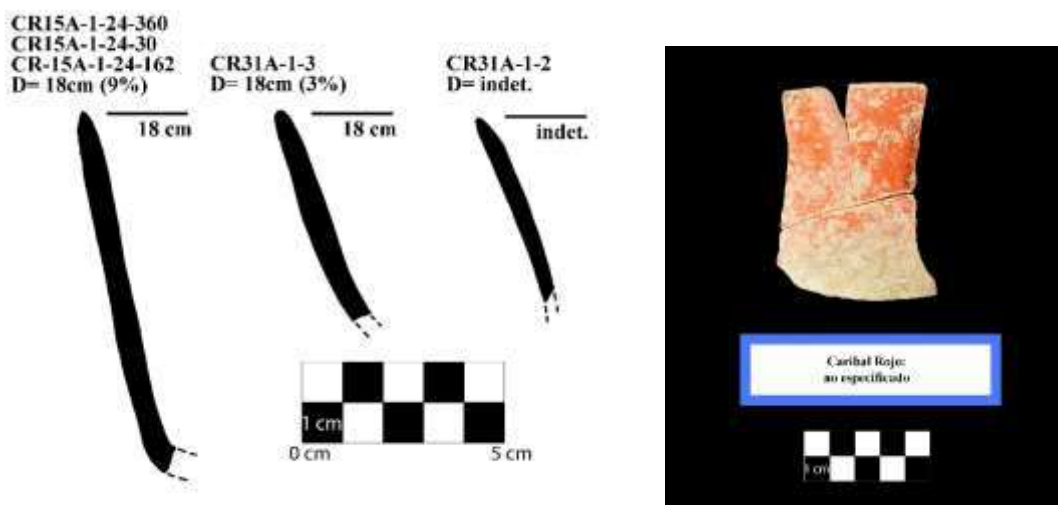 CR15A-1-24-360
CR15A-1-24-30
CR-15A-1-24-162
D= 18cm (9%)
18 cm
CR31A-1-3
D= 18cm (3%)
18 cm
CR31A-1-2
D= indet.
indet.
1 cm
0 cm
5 cm
Caribal Rojo:
no especificado
1 cm